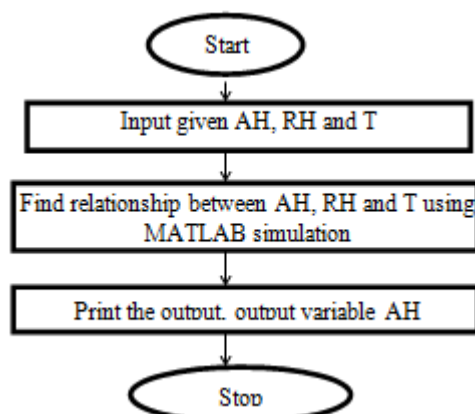 Start
Input given AH, RH and T
Find relationship between AH, RH and T using
MATLAB simulation
Print the output, output variable AH
Stop